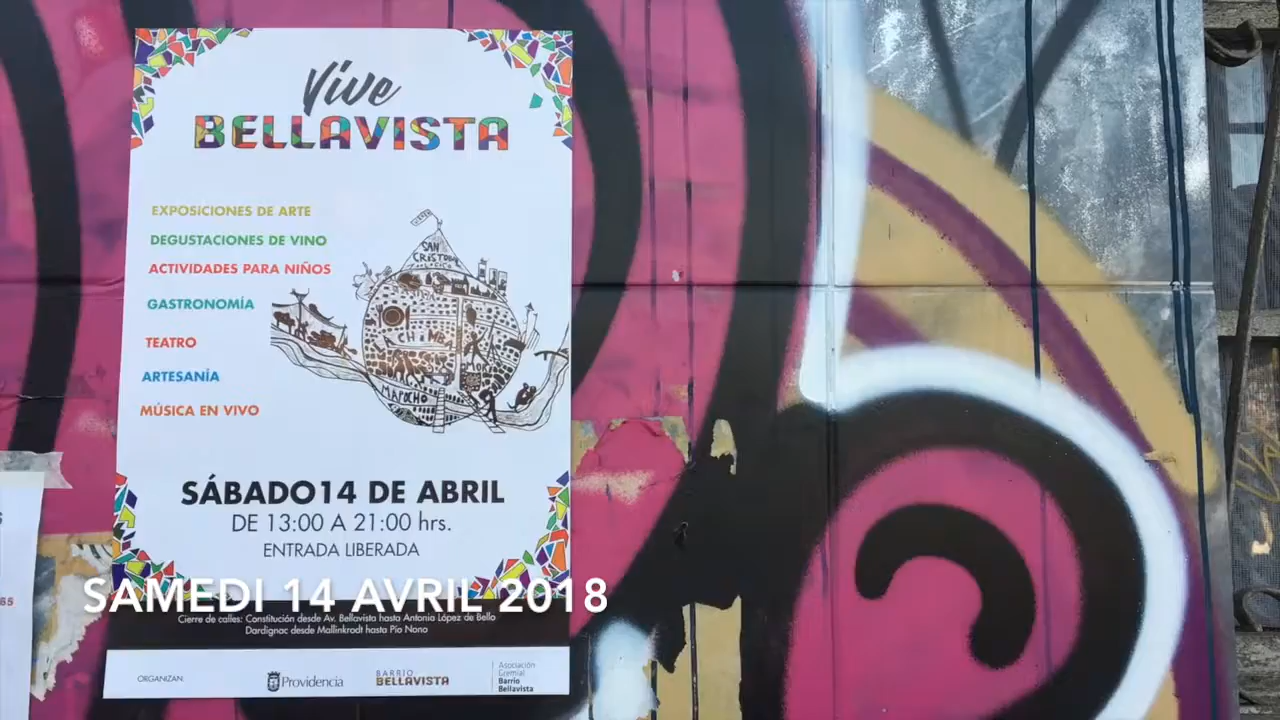 Vive
BELLAVISTA
EXPOSICIONES DE ARTE
DEGUSTACIONES DE VINO
ACTIVIDADES PARA NIÑOS
GASTRONOMÍA
TEATRO
ARTESANÍA
MÚSICA EN VIVO
SAN
CRISTOBAL
CHIMBA
MAPOCHO
SÁBADO 14 DE ABRIL
DE 13:00 A 21:00 hrs.
ENTRADA LIBERADA
SAMEDI 14 AVRIL 2018
Cierre de calles: Constitución desde Av. Bellavista hasta Antonia López de Bello
Dardignac desde Mallinkrodt hasta Pío Nono
ORGANIZAN:
Providencia
BARRIO
BELLAVISTA
Asociación
Gremial
Barrio
Bellavista